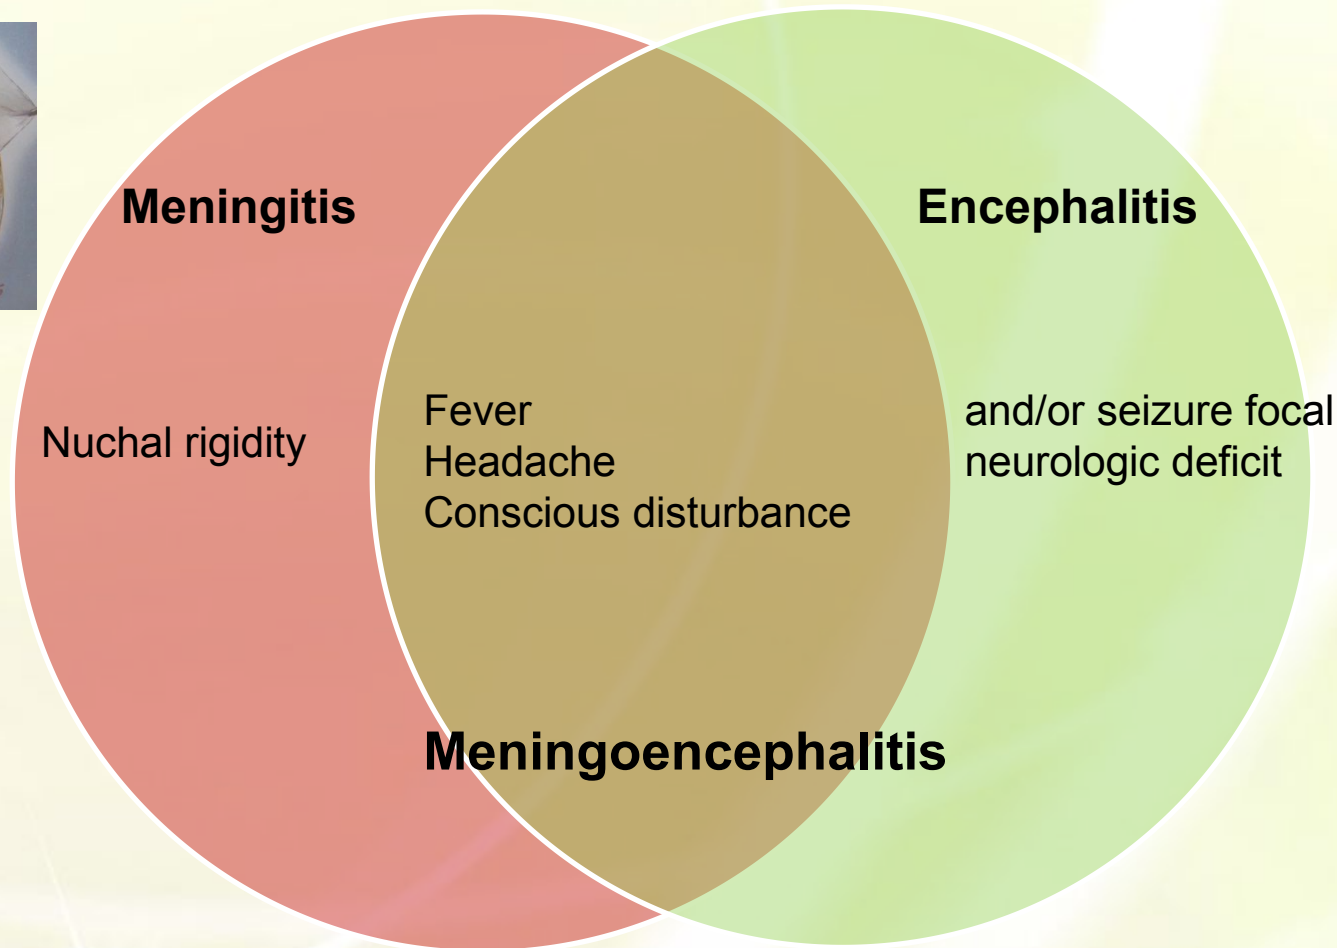 Meningitis
Encephalitis
Nuchal rigidity
Fever
Headache
Conscious disturbance
and/or seizure focal
neurologic deficit
Meningoencephalitis